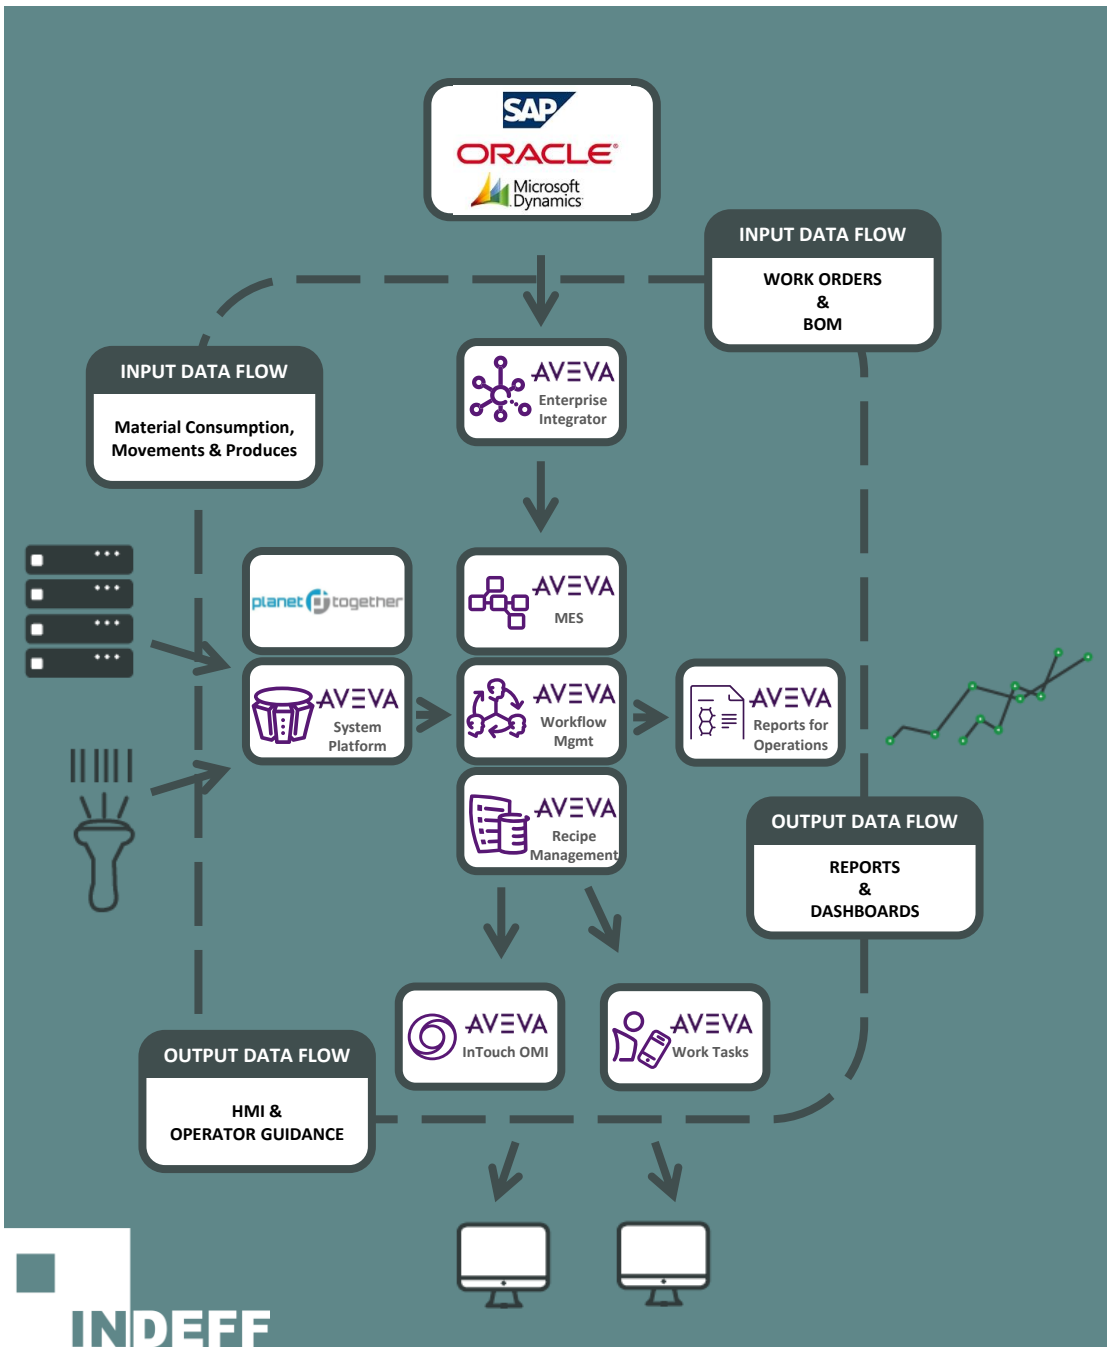 SAP
ORACLE®
Microsoft
Dynamics
INPUT DATA FLOW
WORK ORDERS
&
BOM
INPUT DATA FLOW
Material Consumption,
Movements & Produces
AVEVA
Enterprise
Integrator
planet together
AVEVA
MES
AVEVA
System
Platform
AVEVA
Workflow
Mgmt
AVEVA
Reports for
Operations
AVEVA
Recipe
Management
OUTPUT DATA FLOW
REPORTS
&
DASHBOARDS
AVEVA
InTouch OMI
AVEVA
Work Tasks
OUTPUT DATA FLOW
HMI &
OPERATOR GUIDANCE
INDEFF